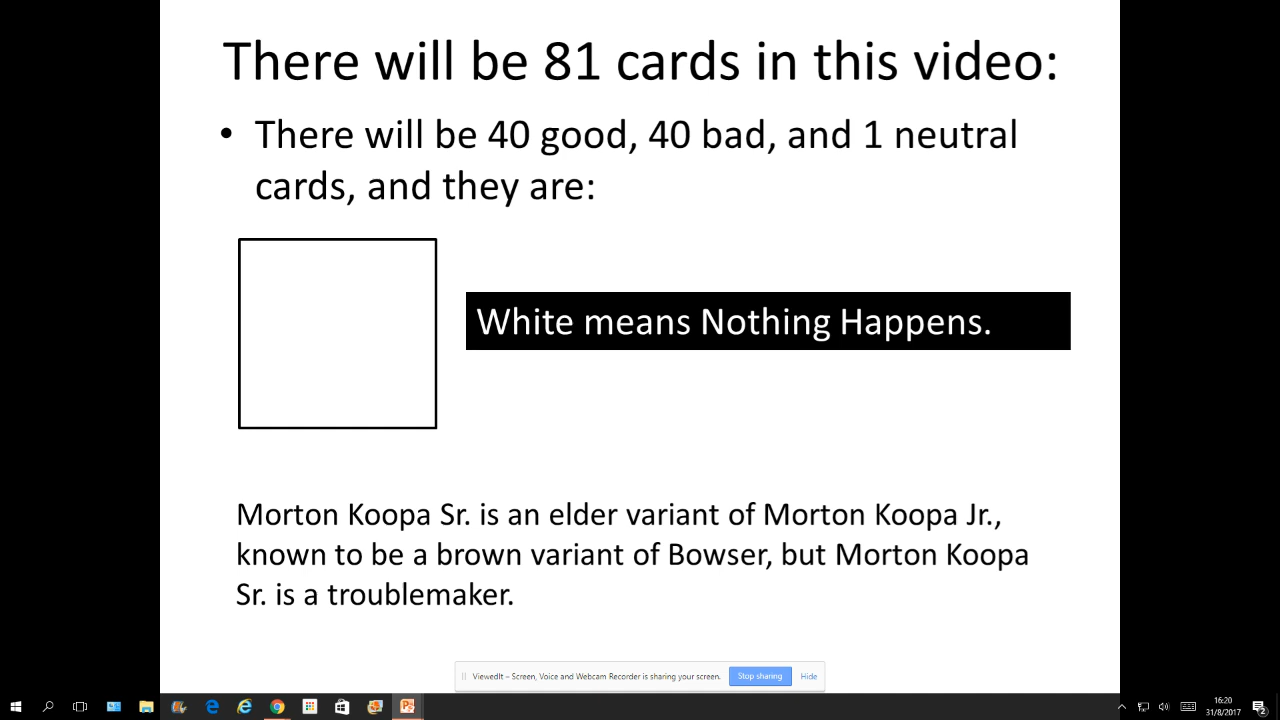 There will be 81 cards in this video:
• There will be 40 good, 40 bad, and 1 neutral
cards, and they are:
White means Nothing Happens.
Morton Koopa Sr. is an elder variant of Morton Koopa Jr.,
known to be a brown variant of Bowser, but Morton Koopa
Sr. is a troublemaker.
ViewedIt – Screen, Voice and Webcam Recorder is sharing your screen. Stop sharing Hide
16:20
31/8/2017
2